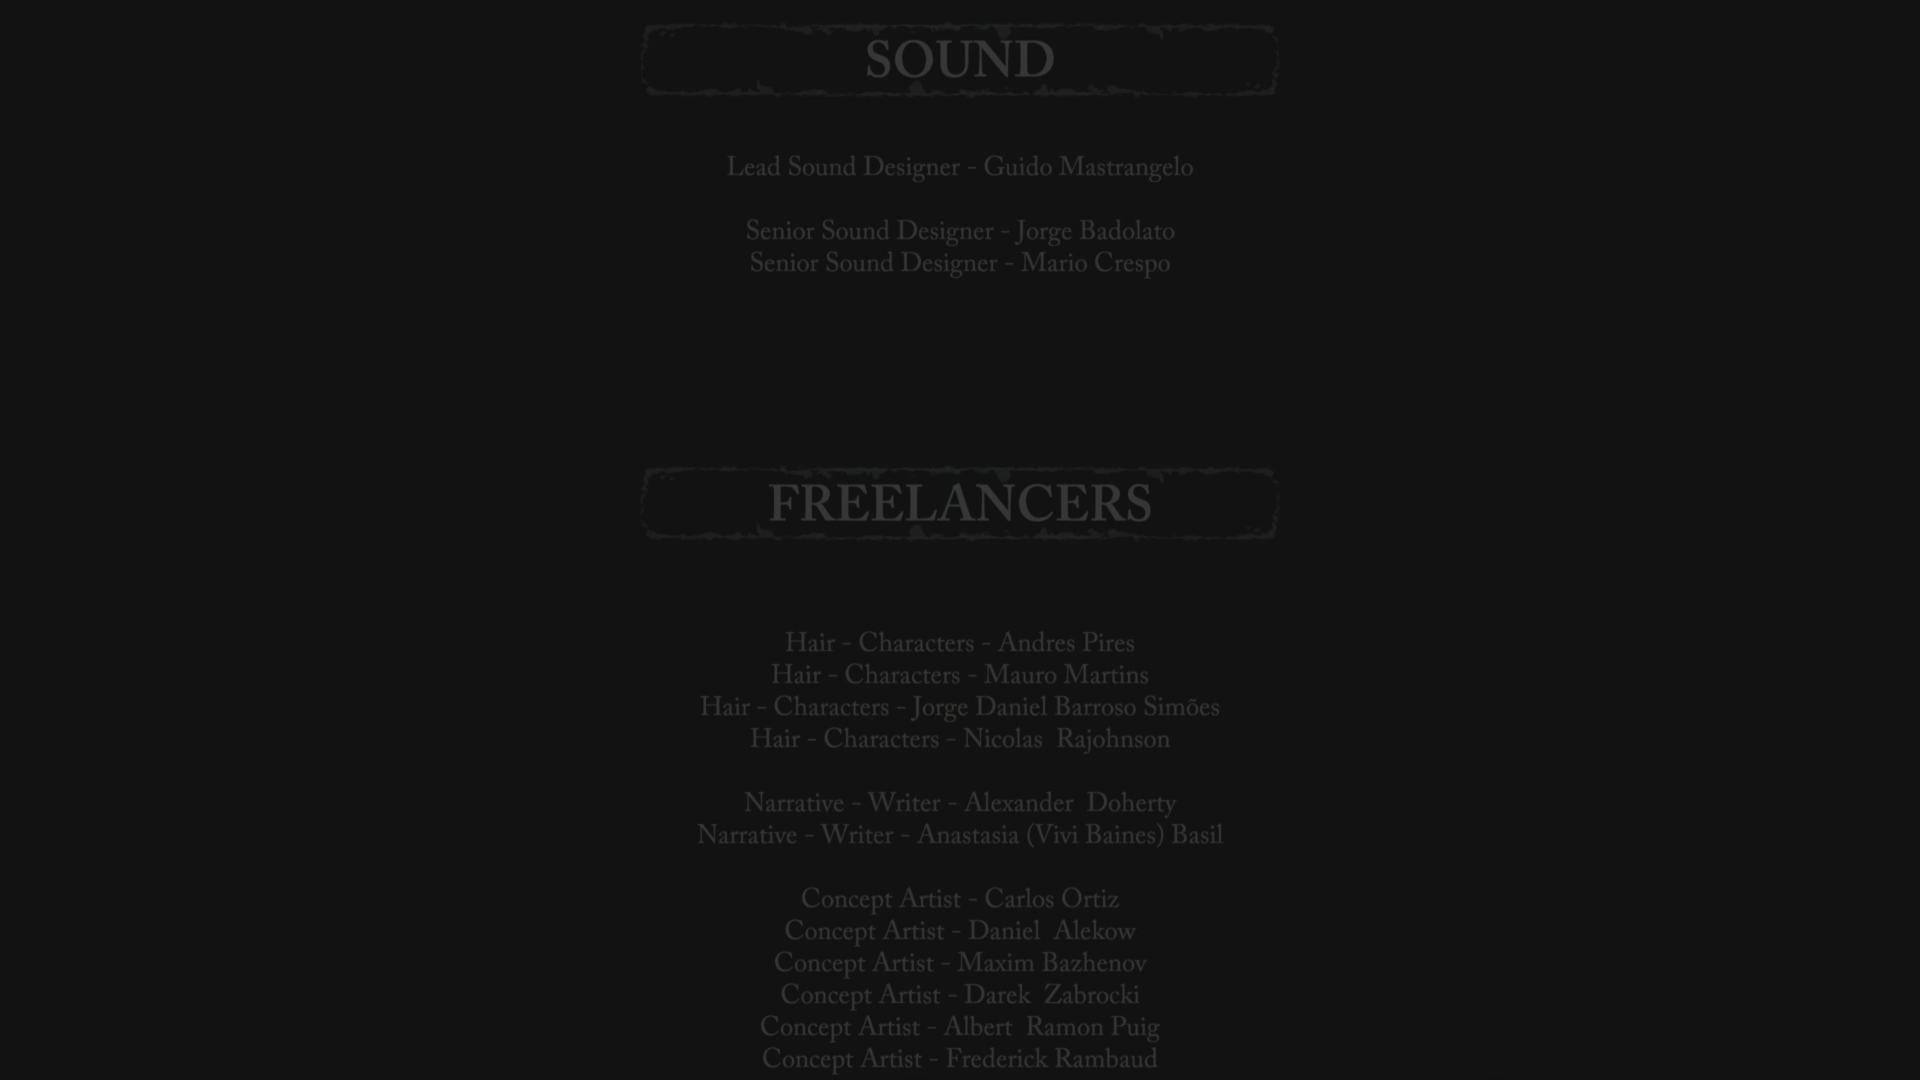 SOUND
Lead Sound Designer - Guido Mastrangelo
Senior Sound Designer - Jorge Badolato
Senior Sound Designer - Mario Crespo
FREELANCERS
Hair - Characters - Andres Pires
Hair - Characters - Mauro Martins
Hair - Characters - Jorge Daniel Barroso Simões
Hair - Characters - Nicolas  Rajohnson
Narrative - Writer - Alexander  Doherty
Narrative - Writer - Anastasia (Vivi Baines) Basil
Concept Artist - Carlos Ortiz
Concept Artist - Daniel  Alekow
Concept Artist - Maxim Bazhenov
Concept Artist - Darek  Zabrocki
Concept Artist - Albert  Ramon Puig
Concept Artist - Frederick Rambaud